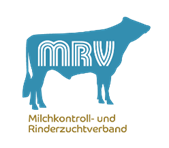 MRV
Milchkontroll- und
Rinderzuchtverband